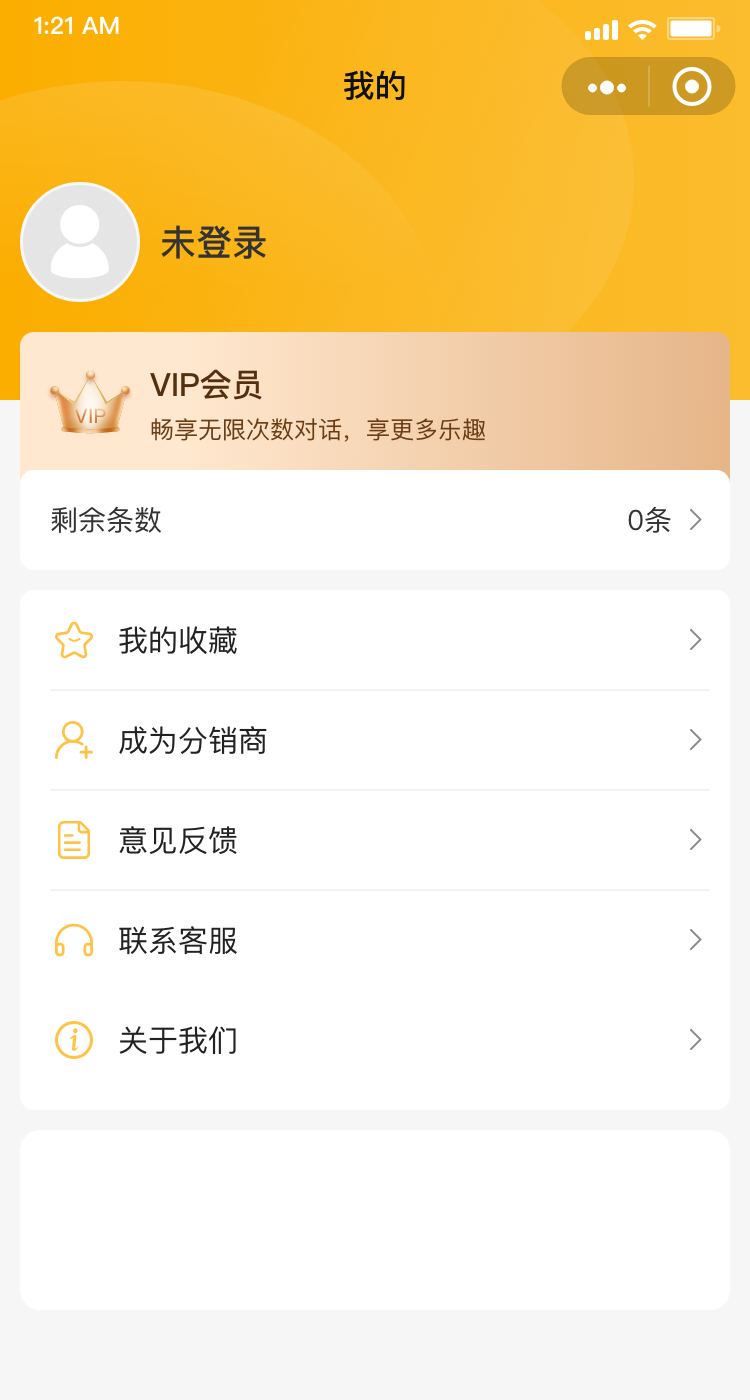 1:21 AM
我的
未登录
VIP
VIP会员
畅享无限次数对话，享更多乐趣
剩余条数
0条
我的收藏
成为分销商
意见反馈
联系客服
关于我们